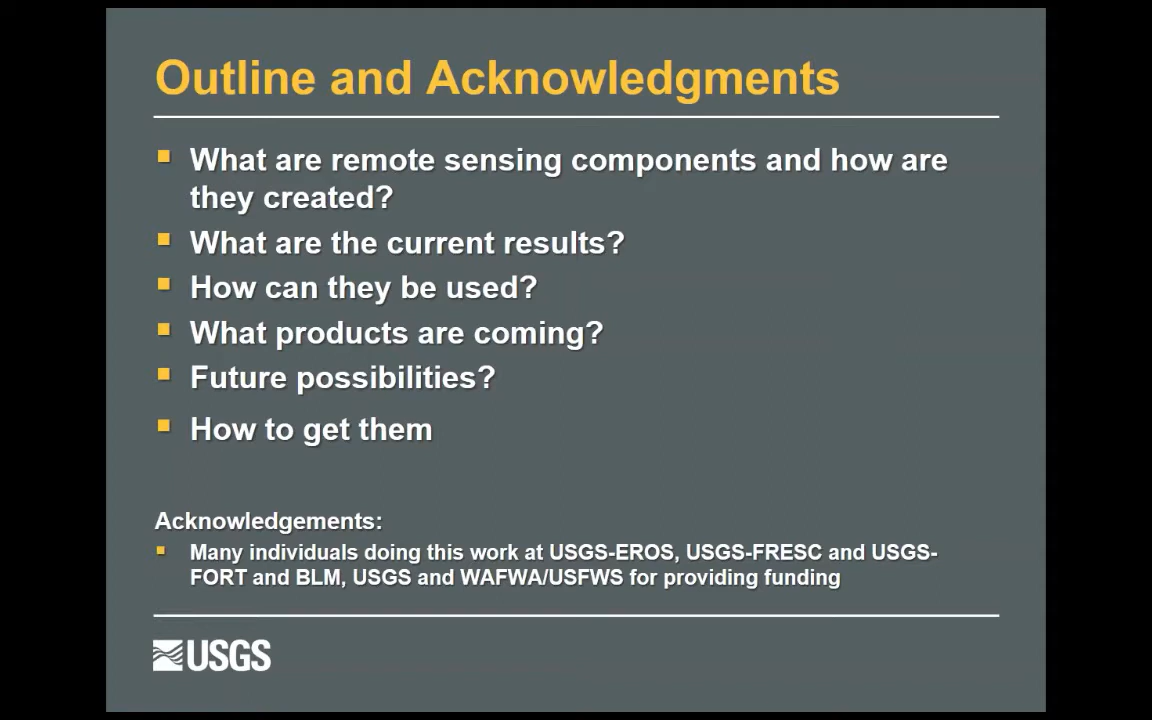 Outline and Acknowledgments
What are remote sensing components and how are
they created?
What are the current results?
How can they be used?
What products are coming?
Future possibilities?
How to get them
Acknowledgements:
Many individuals doing this work at USGS-EROS, USGS-FRESC and USGS-
FORT and BLM, USGS and WAFWA/USFWS for providing funding
USGS